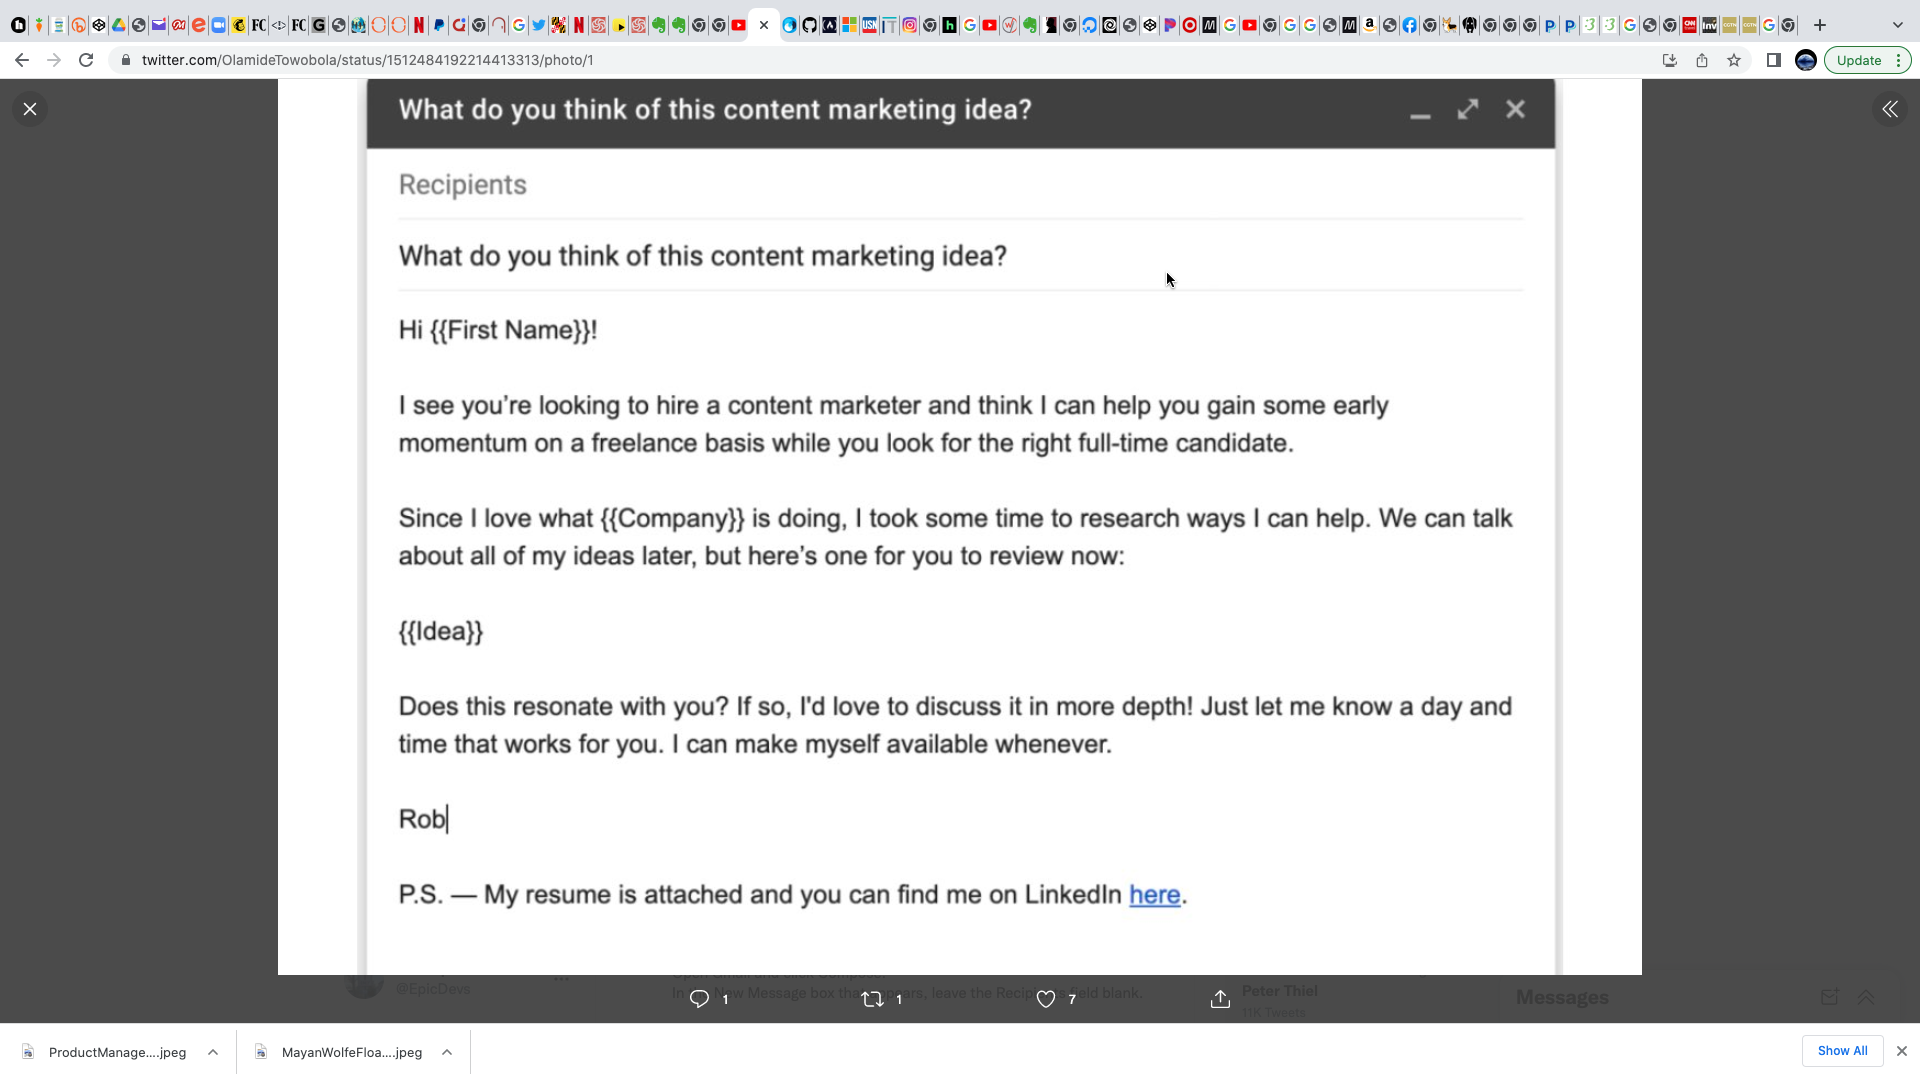 twitter.com/OlamideTowobola/status/1512484192214413313/photo/1
Update
What do you think of this content marketing idea?
Recipients
What do you think of this content marketing idea?
Hi {{First Name}}!
I see you’re looking to hire a content marketer and think I can help you gain some early
momentum on a freelance basis while you look for the right full-time candidate.
Since I love what {{Company}} is doing, I took some time to research ways I can help. We can talk
about all of my ideas later, but here’s one for you to review now:
{{Idea}}
Does this resonate with you? If so, I'd love to discuss it in more depth! Just let me know a day and
time that works for you. I can make myself available whenever.
Rob
P.S. — My resume is attached and you can find me on LinkedIn here.
@EpicDevs
In the New Message box that appears, leave the Recipients field blank.
Peter Thiel
11K Tweets
Messages
1
1
7
ProductManage....jpeg
MayanWolfeFloa....jpeg
Show All